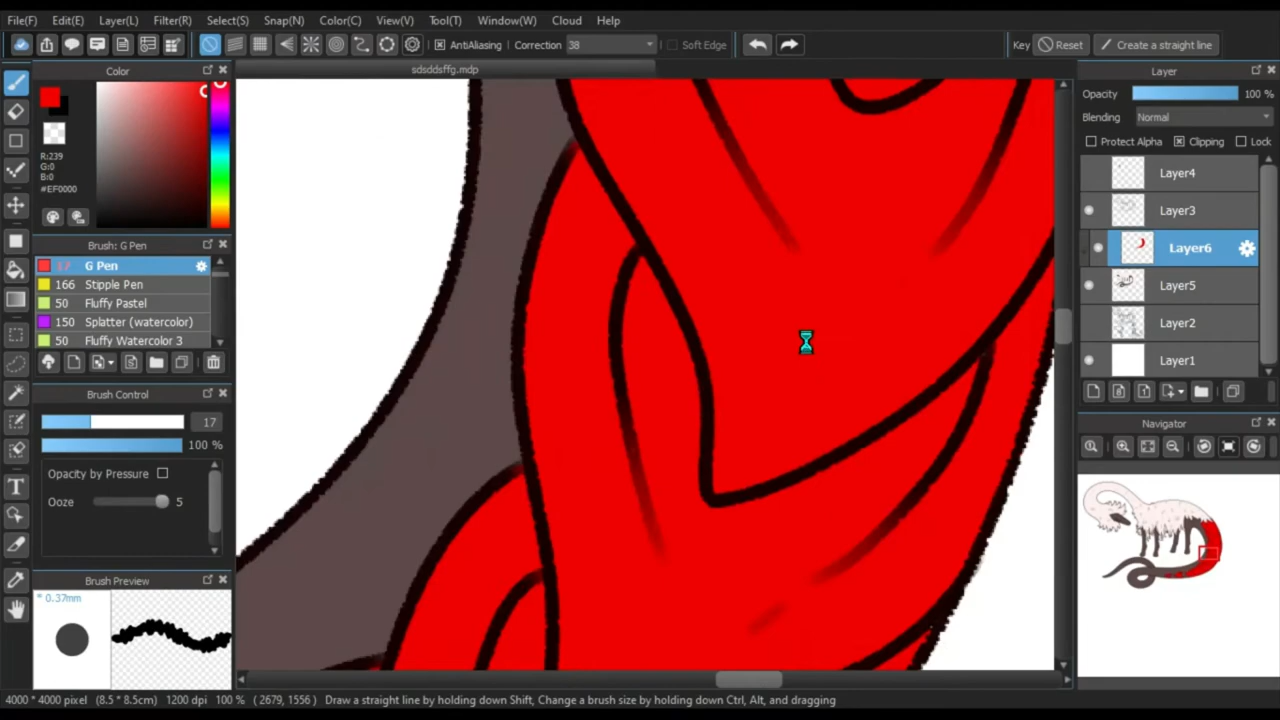 File(F) Edit(E) Layer(L) Filter(R) Select(S) Snap(N) Color(C) View(V) Tool(T) Window(W) Cloud Help
AntiAliasing Correction 38 Soft Edge Key Reset Create a straight line
Color
sdsddsffg.mdp
Layer
Opacity 100 %
Blending Normal
Protect Alpha Clipping Lock
R:239
G:0
B:0
#EF0000
Layer4
Layer3
Layer6
Layer5
Layer2
Layer1
Brush: G Pen
17 G Pen
166 Stipple Pen
50 Fluffy Pastel
150 Splatter (watercolor)
50 Fluffy Watercolor 3
Brush Control
17
100 %
Opacity by Pressure
Ooze 5
Navigator
Brush Preview
* 0.37mm
4000 * 4000 pixel (8.5 * 8.5cm) 1200 dpi 100 % ( 2679, 1556 ) Draw a straight line by holding down Shift, Change a brush size by holding down Ctrl, Alt, and dragging